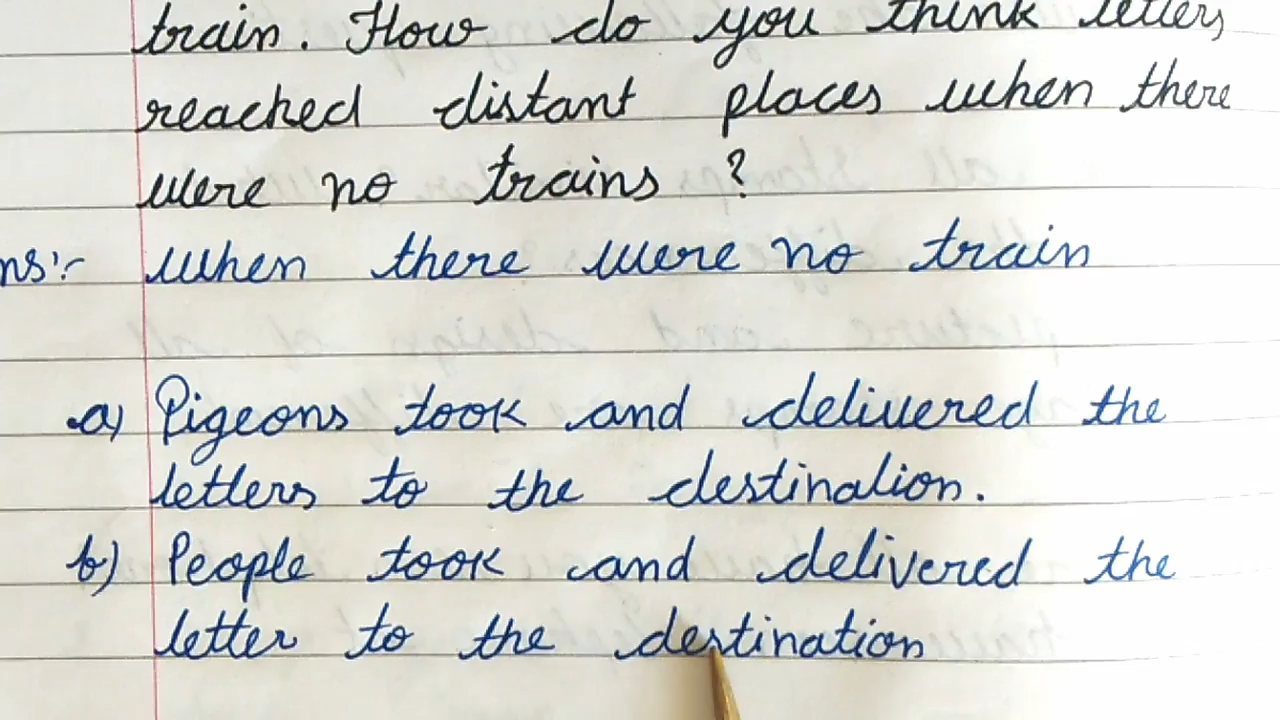 train. How do you think letters
reached distant places when there
were no trains ?
ns:- when there were no train
a) Pigeons took and delivered the
letters to the destination.
b) People took and delivered the
letter to the destination